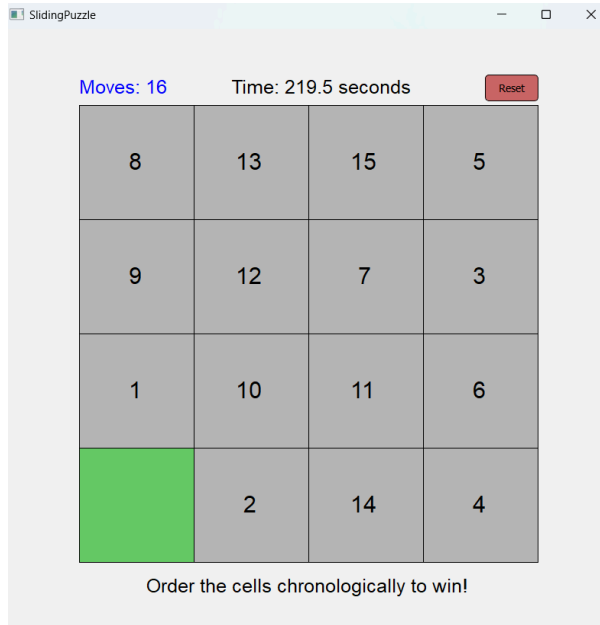 SlidingPuzzle
Moves: 16 Time: 219.5 seconds Reset
8 13 15 5
9 12 7 3
1 10 11 6
2 14 4
Order the cells chronologically to win!